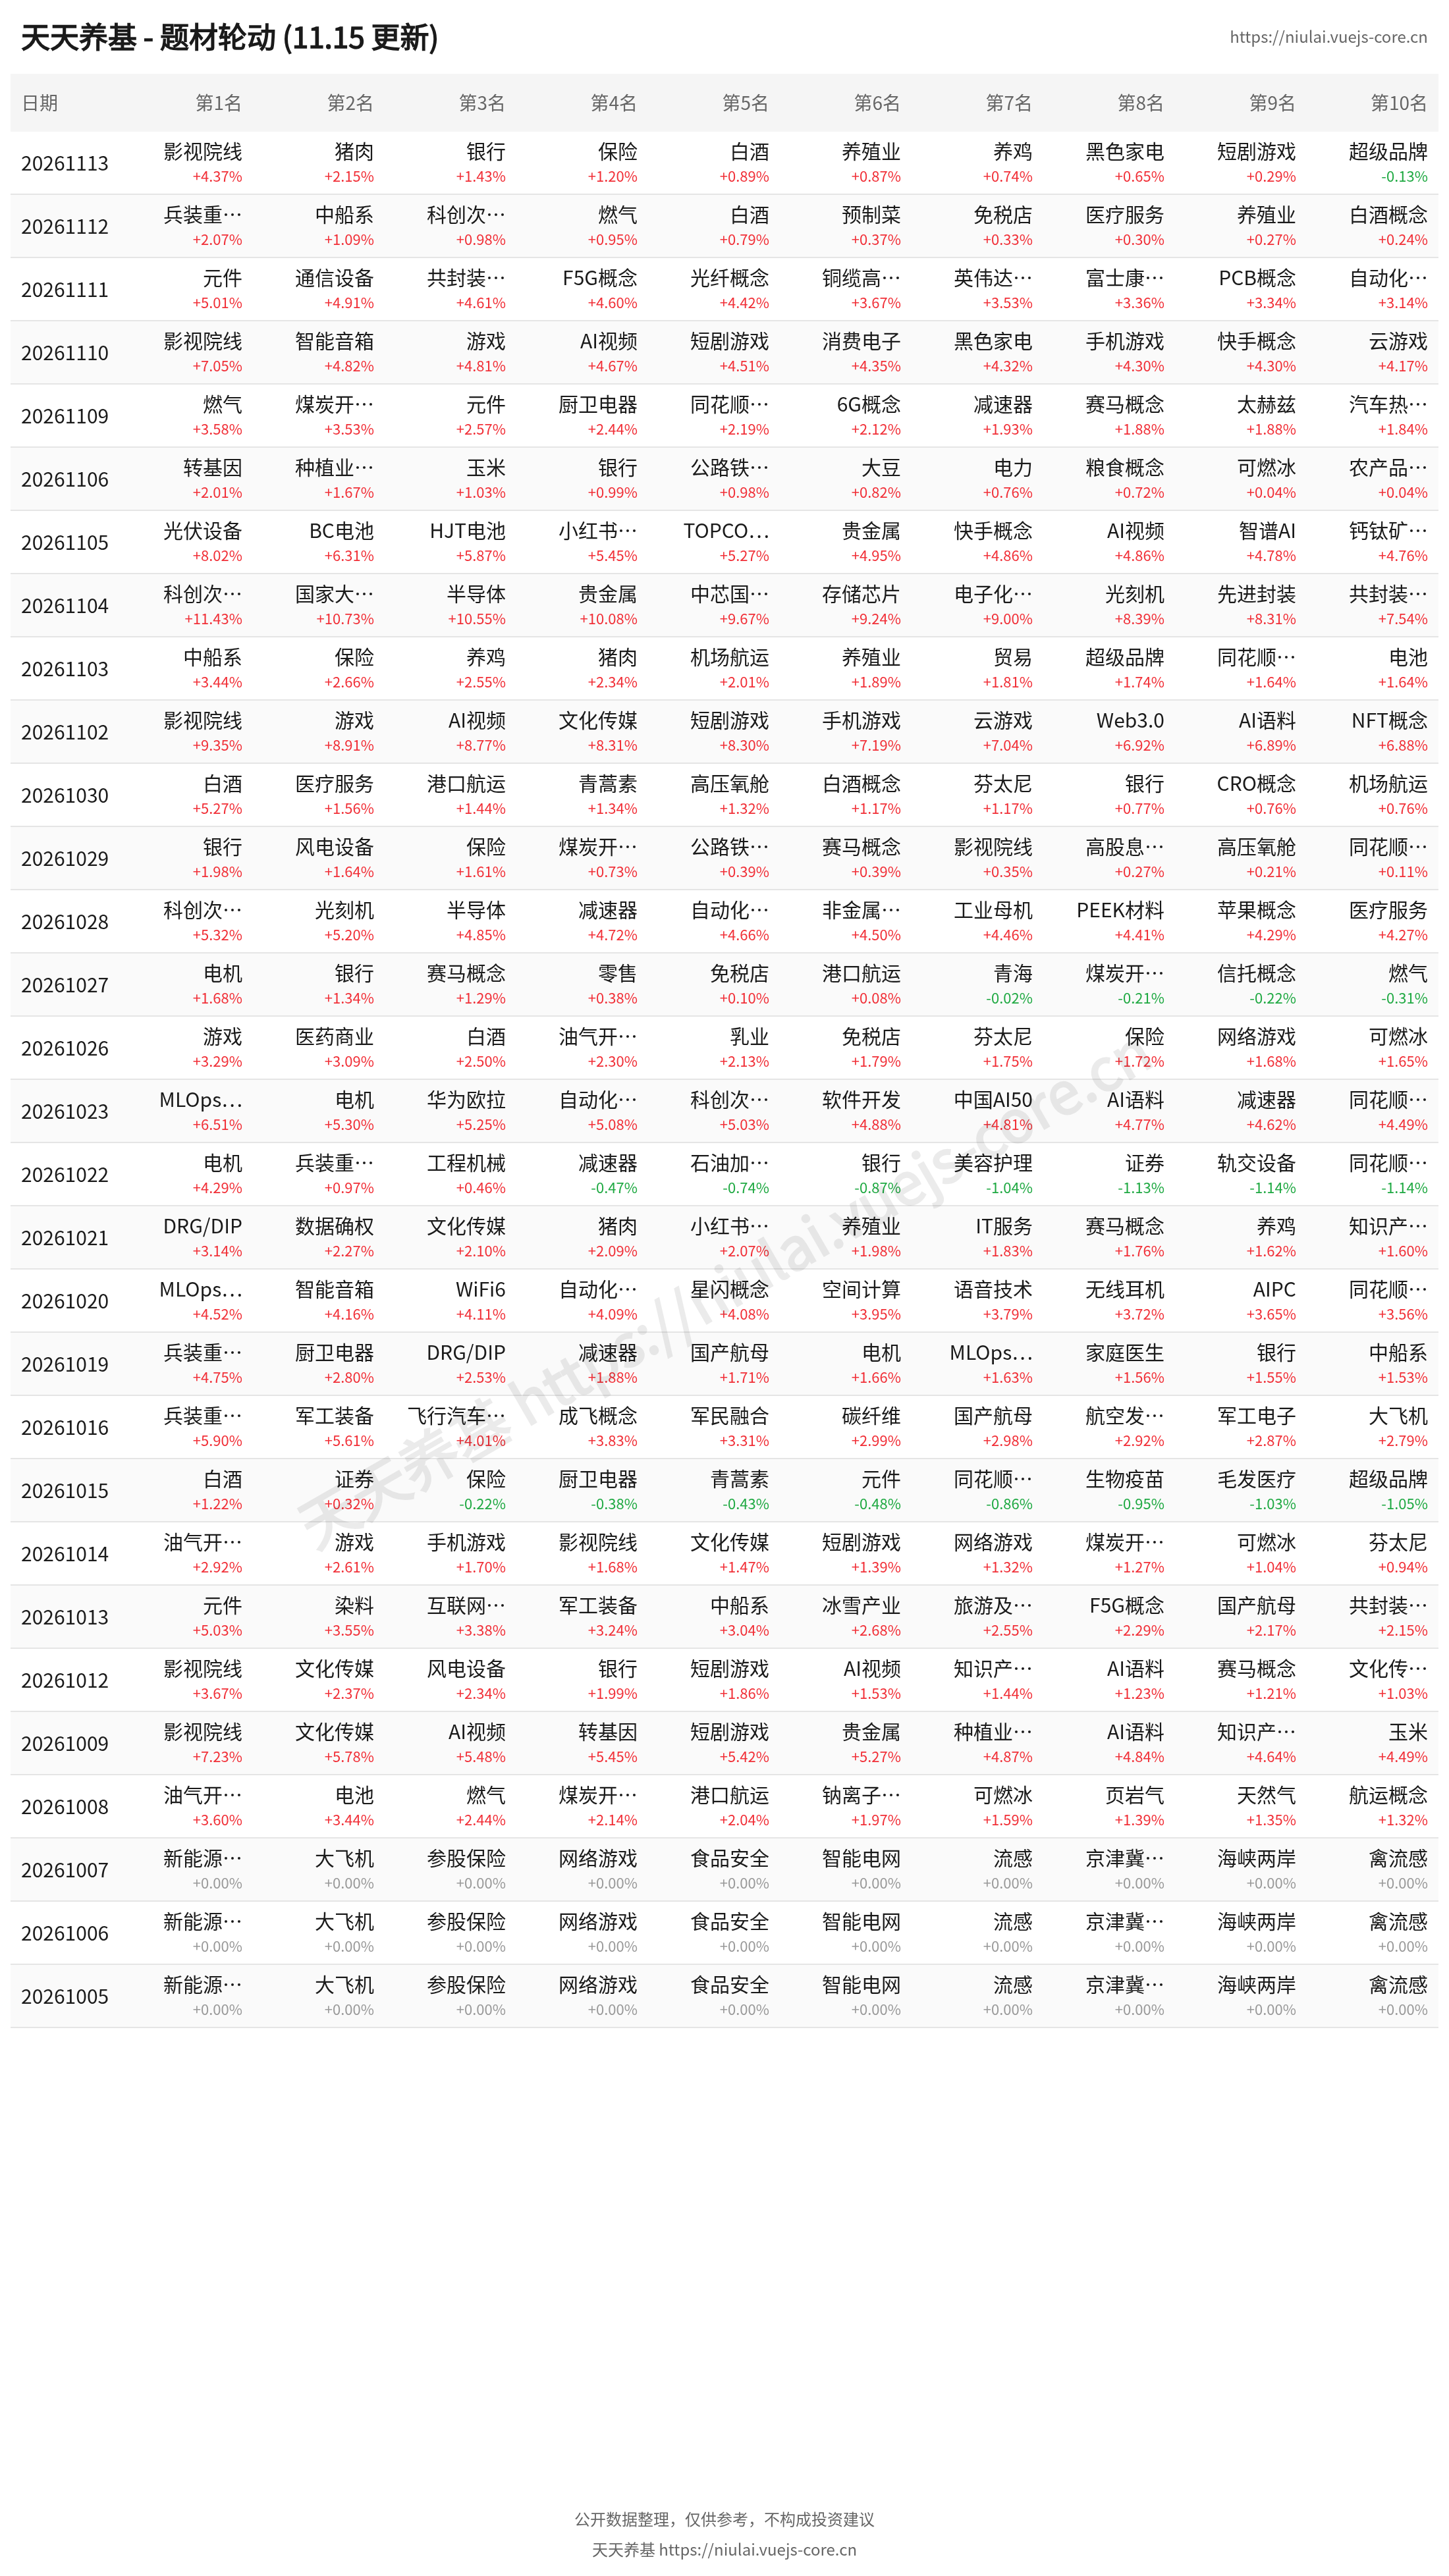 天天养基 - 题材轮动 (11.15 更新)
https://niulai.vuejs-core.cn
日期 第1名 第2名 第3名 第4名 第5名 第6名 第7名 第8名 第9名 第10名
20261113 影视院线 猪肉 银行 保险 白酒 养殖业 养鸡 黑色家电 短剧游戏 超级品牌
+4.37% +2.15% +1.43% +1.20% +0.89% +0.87% +0.74% +0.65% +0.29% -0.13%
20261112 兵装重… 中船系 科创次… 燃气 白酒 预制菜 免税店 医疗服务 养殖业 白酒概念
+2.07% +1.09% +0.98% +0.95% +0.79% +0.37% +0.33% +0.30% +0.27% +0.24%
20261111 元件 通信设备 共封装… F5G概念 光纤概念 铜缆高… 英伟达… 富士康… PCB概念 自动化…
+5.01% +4.91% +4.61% +4.60% +4.42% +3.67% +3.53% +3.36% +3.34% +3.14%
20261110 影视院线 智能音箱 游戏 AI视频 短剧游戏 消费电子 黑色家电 手机游戏 快手概念 云游戏
+7.05% +4.82% +4.81% +4.67% +4.51% +4.35% +4.32% +4.30% +4.30% +4.17%
20261109 燃气 煤炭开… 元件 厨卫电器 同花顺… 6G概念 减速器 赛马概念 太赫兹 汽车热…
+3.58% +3.53% +2.57% +2.44% +2.19% +2.12% +1.93% +1.88% +1.88% +1.84%
20261106 转基因 种植业… 玉米 银行 公路铁… 大豆 电力 粮食概念 可燃冰 农产品…
+2.01% +1.67% +1.03% +0.99% +0.98% +0.82% +0.76% +0.72% +0.04% +0.04%
20261105 光伏设备 BC电池 HJT电池 小红书… TOPCO… 贵金属 快手概念 AI视频 智谱AI 钙钛矿…
+8.02% +6.31% +5.87% +5.45% +5.27% +4.95% +4.86% +4.86% +4.78% +4.76%
20261104 科创次… 国家大… 半导体 贵金属 中芯国… 存储芯片 电子化… 光刻机 先进封装 共封装…
+11.43% +10.73% +10.55% +10.08% +9.67% +9.24% +9.00% +8.39% +8.31% +7.54%
20261103 中船系 保险 养鸡 猪肉 机场航运 养殖业 贸易 超级品牌 同花顺… 电池
+3.44% +2.66% +2.55% +2.34% +2.01% +1.89% +1.81% +1.74% +1.64% +1.64%
20261102 影视院线 游戏 AI视频 文化传媒 短剧游戏 手机游戏 云游戏 Web3.0 AI语料 NFT概念
+9.35% +8.91% +8.77% +8.31% +8.30% +7.19% +7.04% +6.92% +6.89% +6.88%
20261030 白酒 医疗服务 港口航运 青蒿素 高压氧舱 白酒概念 芬太尼 银行 CRO概念 机场航运
+5.27% +1.56% +1.44% +1.34% +1.32% +1.17% +1.17% +0.77% +0.76% +0.76%
20261029 银行 风电设备 保险 煤炭开… 公路铁… 赛马概念 影视院线 高股息… 高压氧舱 同花顺…
+1.98% +1.64% +1.61% +0.73% +0.39% +0.39% +0.35% +0.27% +0.21% +0.11%
20261028 科创次… 光刻机 半导体 减速器 自动化… 非金属… 工业母机 PEEK材料 苹果概念 医疗服务
+5.32% +5.20% +4.85% +4.72% +4.66% +4.50% +4.46% +4.41% +4.29% +4.27%
20261027 电机 银行 赛马概念 零售 免税店 港口航运 青海 煤炭开… 信托概念 燃气
+1.68% +1.34% +1.29% +0.38% +0.10% +0.08% -0.02% -0.21% -0.22% -0.31%
20261026 游戏 医药商业 白酒 油气开… 乳业 免税店 芬太尼 保险 网络游戏 可燃冰
+3.29% +3.09% +2.50% +2.30% +2.13% +1.79% +1.75% +1.72% +1.68% +1.65%
20261023 MLOps… 电机 华为欧拉 自动化… 科创次… 软件开发 中国AI50 AI语料 减速器 同花顺…
+6.51% +5.30% +5.25% +5.08% +5.03% +4.88% +4.81% +4.77% +4.62% +4.49%
20261022 电机 兵装重… 工程机械 减速器 石油加… 银行 美容护理 证券 轨交设备 同花顺…
+4.29% +0.97% +0.46% -0.47% -0.74% -0.87% -1.04% -1.13% -1.14% -1.14%
20261021 DRG/DIP 数据确权 文化传媒 猪肉 小红书… 养殖业 IT服务 赛马概念 养鸡 知识产…
+3.14% +2.27% +2.10% +2.09% +2.07% +1.98% +1.83% +1.76% +1.62% +1.60%
20261020 MLOps… 智能音箱 WiFi6 自动化… 星闪概念 空间计算 语音技术 无线耳机 AIPC 同花顺…
+4.52% +4.16% +4.11% +4.09% +4.08% +3.95% +3.79% +3.72% +3.65% +3.56%
20261019 兵装重… 厨卫电器 DRG/DIP 减速器 国产航母 电机 MLOps… 家庭医生 银行 中船系
+4.75% +2.80% +2.53% +1.88% +1.71% +1.66% +1.63% +1.56% +1.55% +1.53%
20261016 兵装重… 军工装备 飞行汽车… 成飞概念 军民融合 碳纤维 国产航母 航空发… 军工电子 大飞机
+5.90% +5.61% +4.01% +3.83% +3.31% +2.99% +2.98% +2.92% +2.87% +2.79%
20261015 白酒 证券 保险 厨卫电器 青蒿素 元件 同花顺… 生物疫苗 毛发医疗 超级品牌
+1.22% +0.32% -0.22% -0.38% -0.43% -0.48% -0.86% -0.95% -1.03% -1.05%
20261014 油气开… 游戏 手机游戏 影视院线 文化传媒 短剧游戏 网络游戏 煤炭开… 可燃冰 芬太尼
+2.92% +2.61% +1.70% +1.68% +1.47% +1.39% +1.32% +1.27% +1.04% +0.94%
20261013 元件 染料 互联网… 军工装备 中船系 冰雪产业 旅游及… F5G概念 国产航母 共封装…
+5.03% +3.55% +3.38% +3.24% +3.04% +2.68% +2.55% +2.29% +2.17% +2.15%
20261012 影视院线 文化传媒 风电设备 银行 短剧游戏 AI视频 知识产… AI语料 赛马概念 文化传…
+3.67% +2.37% +2.34% +1.99% +1.86% +1.53% +1.44% +1.23% +1.21% +1.03%
20261009 影视院线 文化传媒 AI视频 转基因 短剧游戏 贵金属 种植业… AI语料 知识产… 玉米
+7.23% +5.78% +5.48% +5.45% +5.42% +5.27% +4.87% +4.84% +4.64% +4.49%
20261008 油气开… 电池 燃气 煤炭开… 港口航运 钠离子… 可燃冰 页岩气 天然气 航运概念
+3.60% +3.44% +2.44% +2.14% +2.04% +1.97% +1.59% +1.39% +1.35% +1.32%
20261007 新能源… 大飞机 参股保险 网络游戏 食品安全 智能电网 流感 京津冀… 海峡两岸 禽流感
+0.00% +0.00% +0.00% +0.00% +0.00% +0.00% +0.00% +0.00% +0.00% +0.00%
20261006 新能源… 大飞机 参股保险 网络游戏 食品安全 智能电网 流感 京津冀… 海峡两岸 禽流感
+0.00% +0.00% +0.00% +0.00% +0.00% +0.00% +0.00% +0.00% +0.00% +0.00%
20261005 新能源… 大飞机 参股保险 网络游戏 食品安全 智能电网 流感 京津冀… 海峡两岸 禽流感
+0.00% +0.00% +0.00% +0.00% +0.00% +0.00% +0.00% +0.00% +0.00% +0.00%
天天养基 https://niulai.vuejs-core.cn
公开数据整理，仅供参考，不构成投资建议
天天养基 https://niulai.vuejs-core.cn